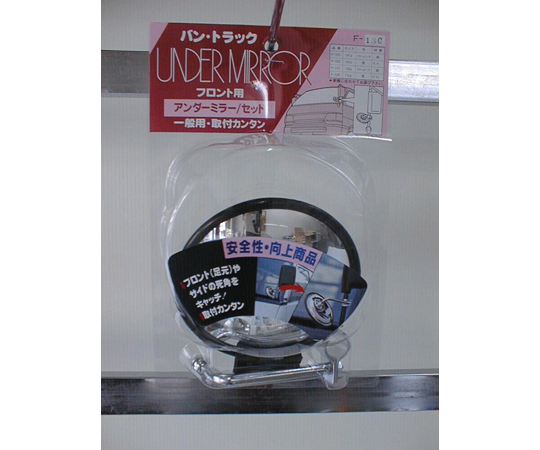 バン・トラック
UNDER MIRROR
フロント用
アンダーミラー/セット
一般用・取付カンタン
安全性・向上商品
フロント(足元)や
サイドの死角を
キャッチ!
取付カンタン